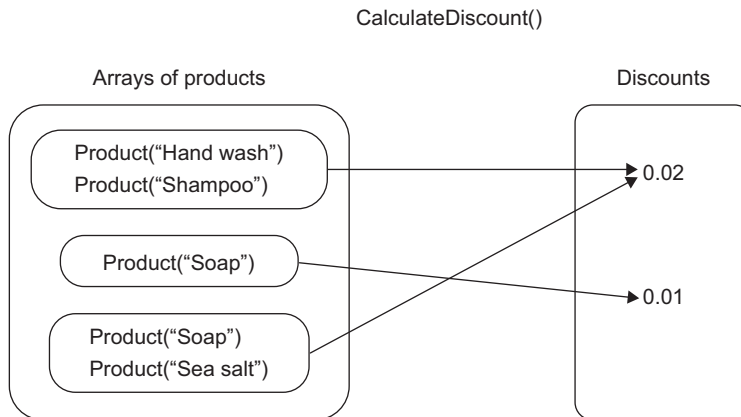 CalculateDiscount()
Arrays of products
Discounts
Product(“Hand wash”)
Product(“Shampoo”)
0.02
Product(“Soap”)
0.01
Product(“Soap”)
Product(“Sea salt”)